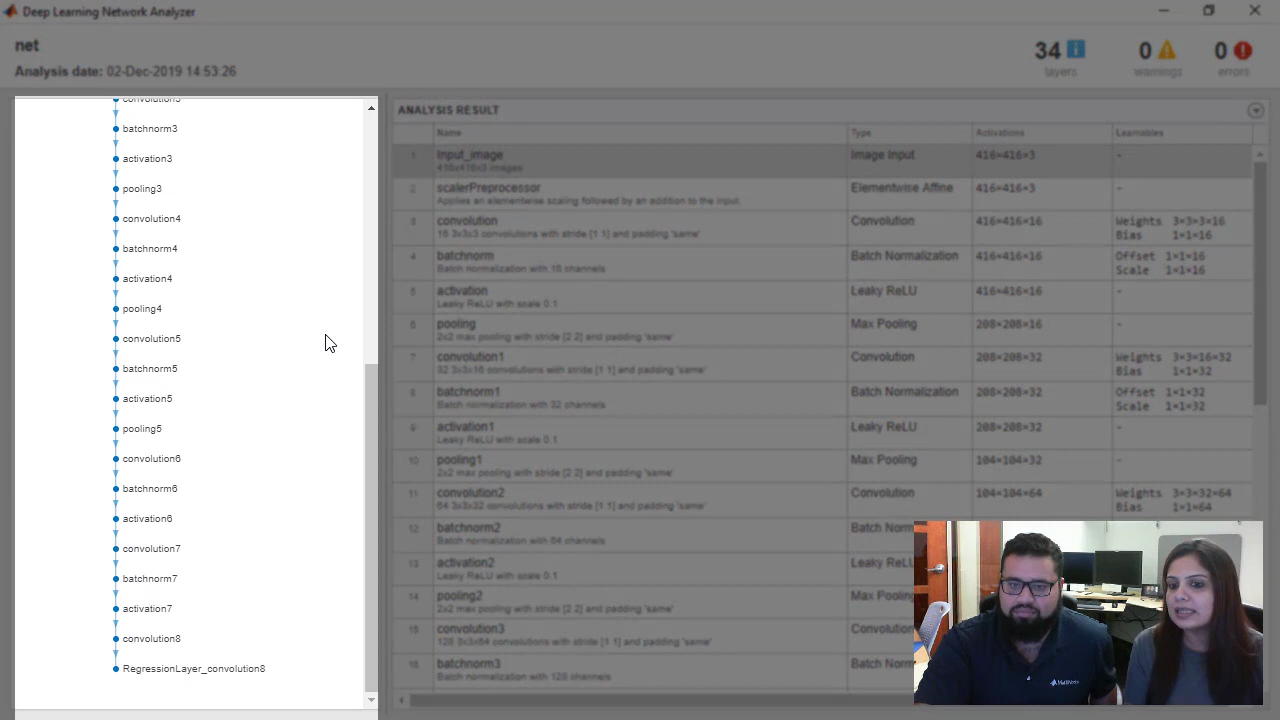 Deep Learning Network Analyzer
net
Analysis date: 02-Dec-2019 14:53:26
34 layers
0 warnings
0 errors
convolution3
batchnorm3
activation3
pooling3
convolution4
batchnorm4
activation4
pooling4
convolution5
batchnorm5
activation5
pooling5
convolution6
batchnorm6
activation6
convolution7
batchnorm7
activation7
convolution8
RegressionLayer_convolution8
ANALYSIS RESULT
Name Type Activations Learnables
1 Input_image Image Input 416×416×3 -
416x416x3 images
2 scalerPreprocessor Elementwise Affine 416×416×3 -
Applies an elementwise scaling followed by an addition to the input.
3 convolution Convolution 416×416×16 Weights 3×3×3×16
16 3x3x3 convolutions with stride [1 1] and padding 'same' Bias 1×1×16
4 batchnorm Batch Normalization 416×416×16 Offset 1×1×16
Batch normalization with 16 channels Scale 1×1×16
5 activation Leaky ReLU 416×416×16 -
Leaky ReLU with scale 0.1
6 pooling Max Pooling 208×208×16 -
2x2 max pooling with stride [2 2] and padding 'same'
7 convolution1 Convolution 208×208×32 Weights 3×3×16×32
32 3x3x16 convolutions with stride [1 1] and padding 'same' Bias 1×1×32
8 batchnorm1 Batch Normalization 208×208×32 Offset 1×1×32
Batch normalization with 32 channels Scale 1×1×32
9 activation1 Leaky ReLU 208×208×32 -
Leaky ReLU with scale 0.1
10 pooling1 Max Pooling 104×104×32 -
2x2 max pooling with stride [2 2] and padding 'same'
11 convolution2 Convolution 104×104×64 Weights 3×3×32×64
64 3x3x32 convolutions with stride [1 1] and padding 'same' Bias 1×1×64
12 batchnorm2 Batch Norm
Batch normalization with 64 channels
13 activation2 Leaky ReL
Leaky ReLU with scale 0.1
14 pooling2 Max Poolin
2x2 max pooling with stride [2 2] and padding 'same'
15 convolution3 Convolutio
128 3x3x64 convolutions with stride [1 1] and padding 'same'
16 batchnorm3 Batch Norm
Batch normalization with 128 channels
MathWorks